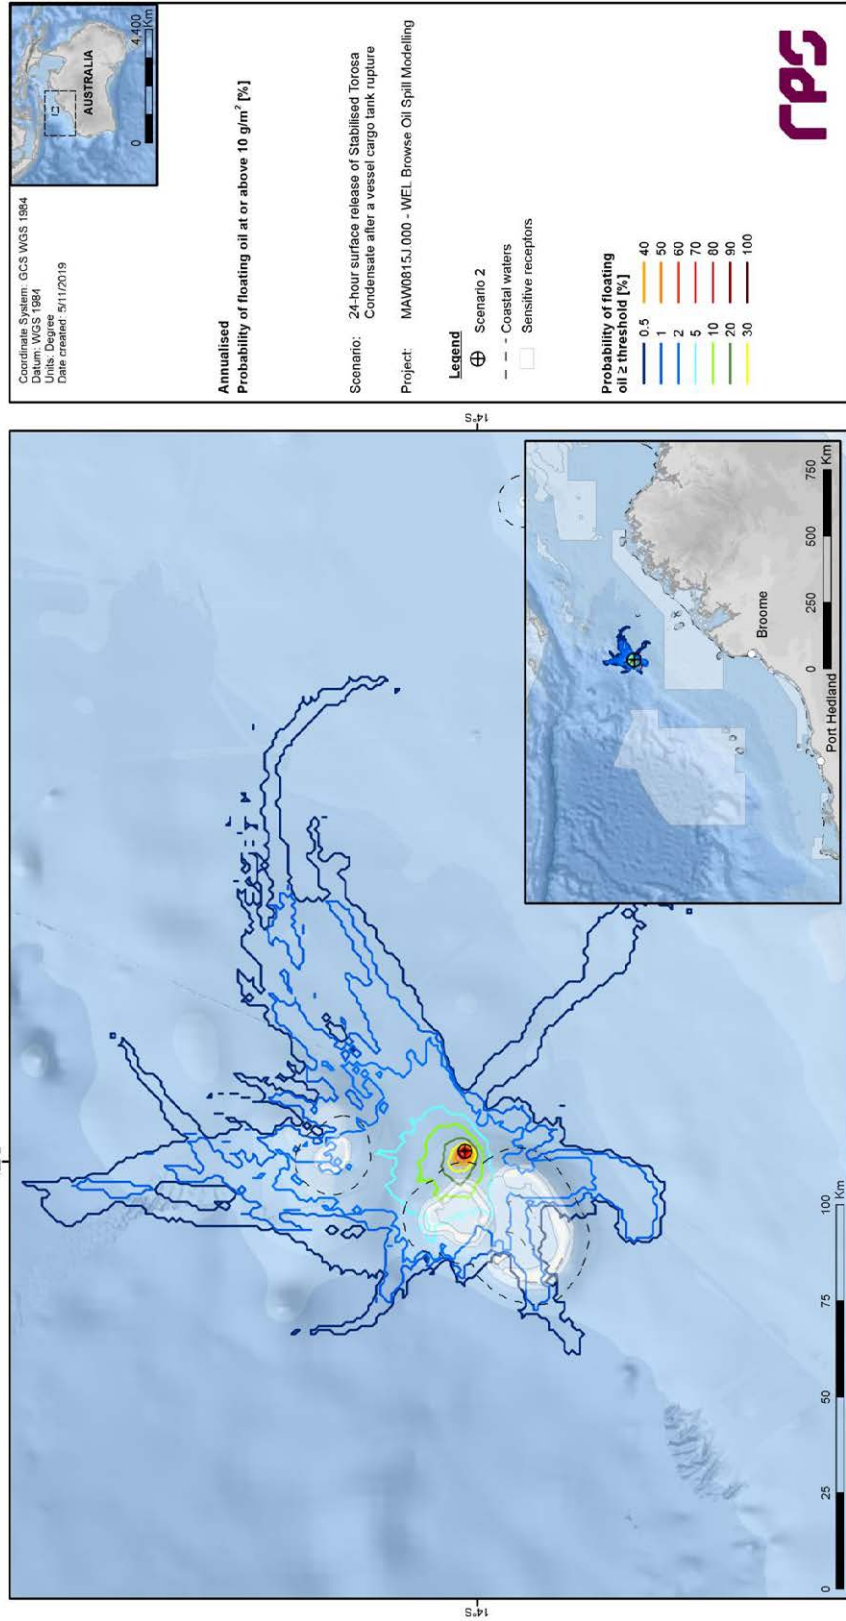 Coordinate System: GCS WGS 1984
Datum: WGS 1984
Units: Degree
Date created: 5/11/2019
AUSTRALIA
0
4,400
Km
Annualised
Probability of floating oil at or above 10 g/m² [%]
Scenario: 24-hour surface release of Stabilised Torosa
Condensate after a vessel cargo tank rupture
Project: MAW0815J.000 - WEL Browse Oil Spill Modelling
Legend
Scenario 2
Coastal waters
Sensitive receptors
Probability of floating
oil ≥ threshold [%]
0.5
1
2
5
10
20
30
40
50
60
70
80
90
100
rps
14°S
14°S
0
25
50
75
100
Km
Broome
Port Hedland
0
250
500
750
Km